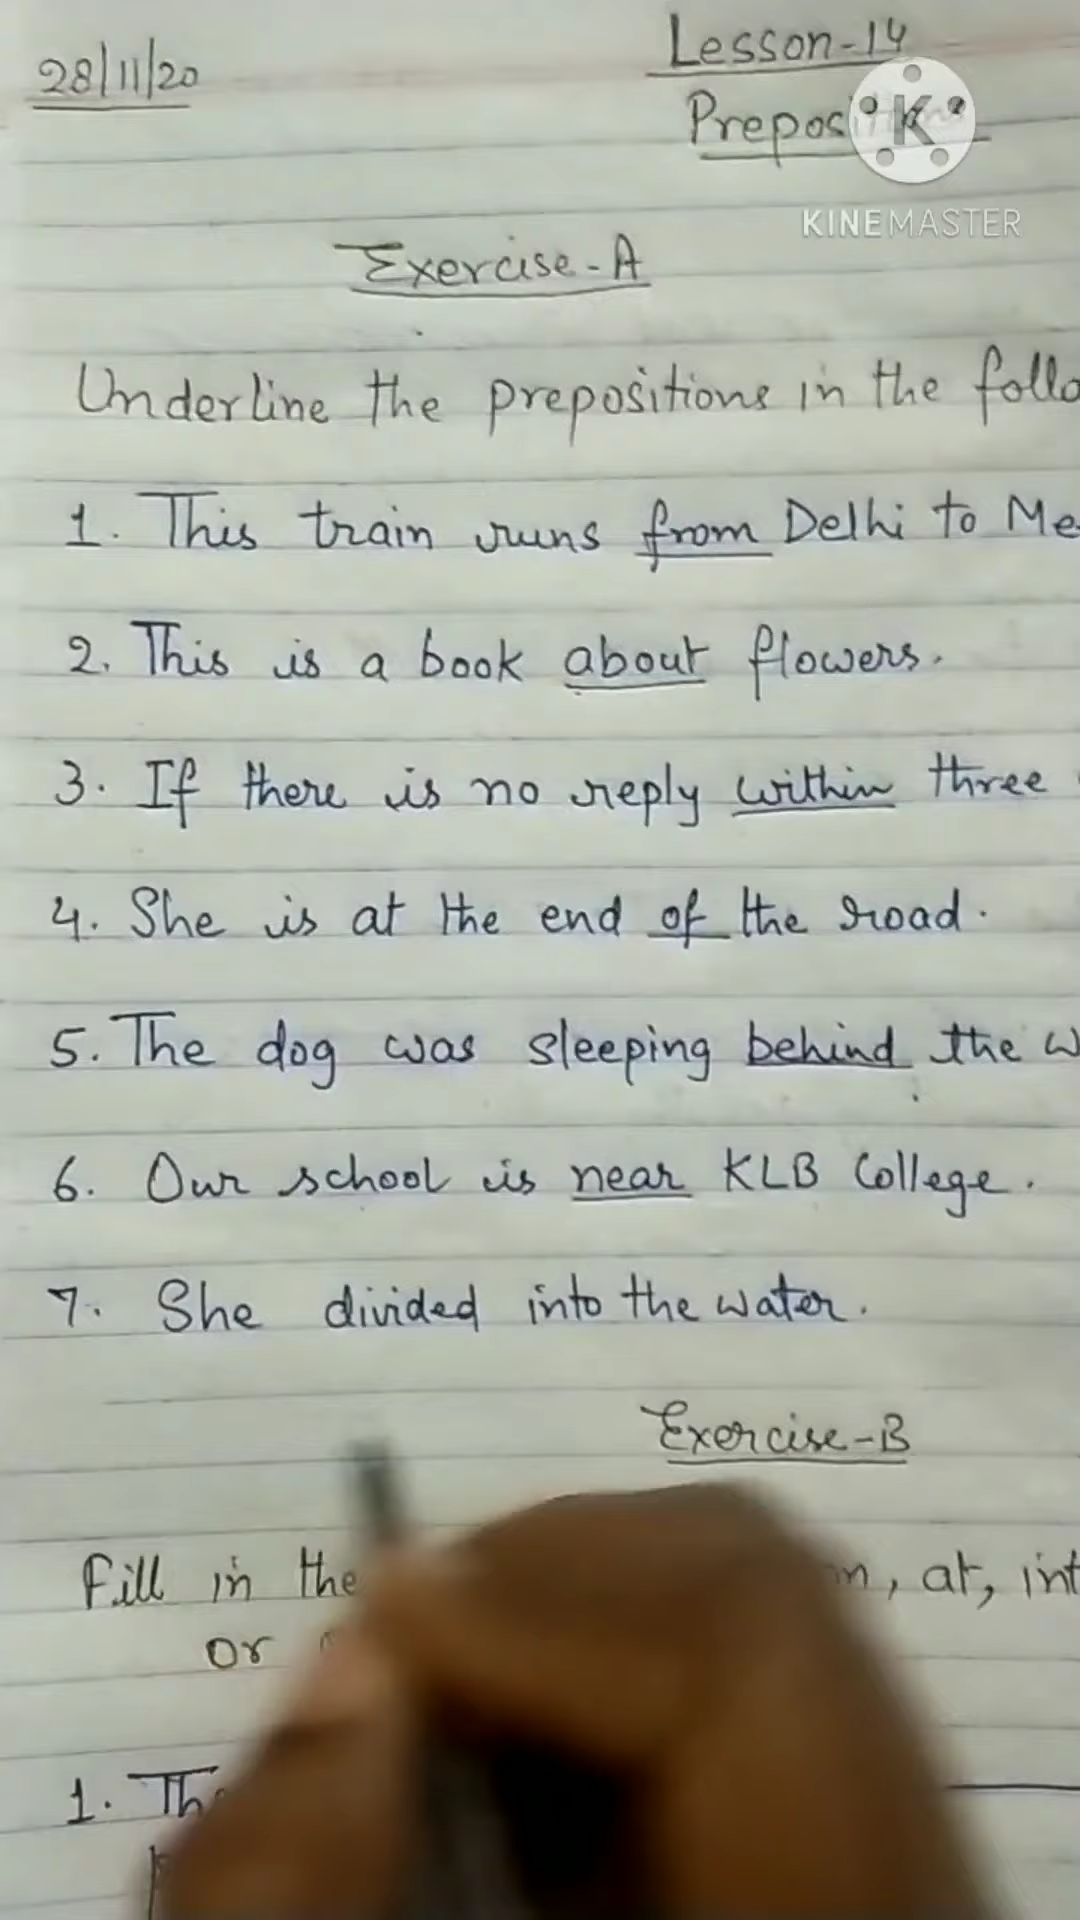 28/11/20
Lesson-14
KINEMASTER
Exercise-A
Underline the prepositions in the
1. This train runs from Delhi to
2. This is a book about flowers.
3. If there is no reply within three
4. She is at the end of the road.
5. The dog was sleeping behind the
6. Our school is near KLB College.
7. She divided into the water.
Exercise-B
Fill in the at,
or
1.